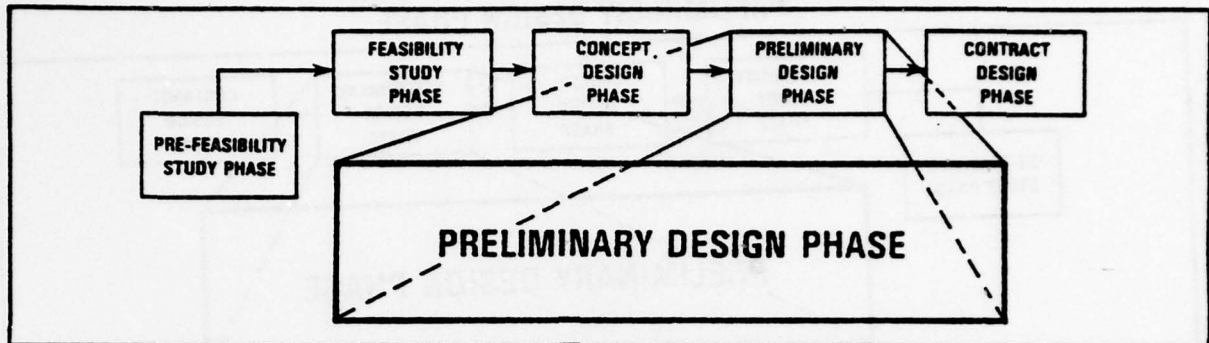 FEASIBILITY
STUDY
PHASE
CONCEPT
DESIGN
PHASE
PRELIMINARY
DESIGN
PHASE
CONTRACT
DESIGN
PHASE
PRE-FEASIBILITY
STUDY PHASE
PRELIMINARY DESIGN PHASE